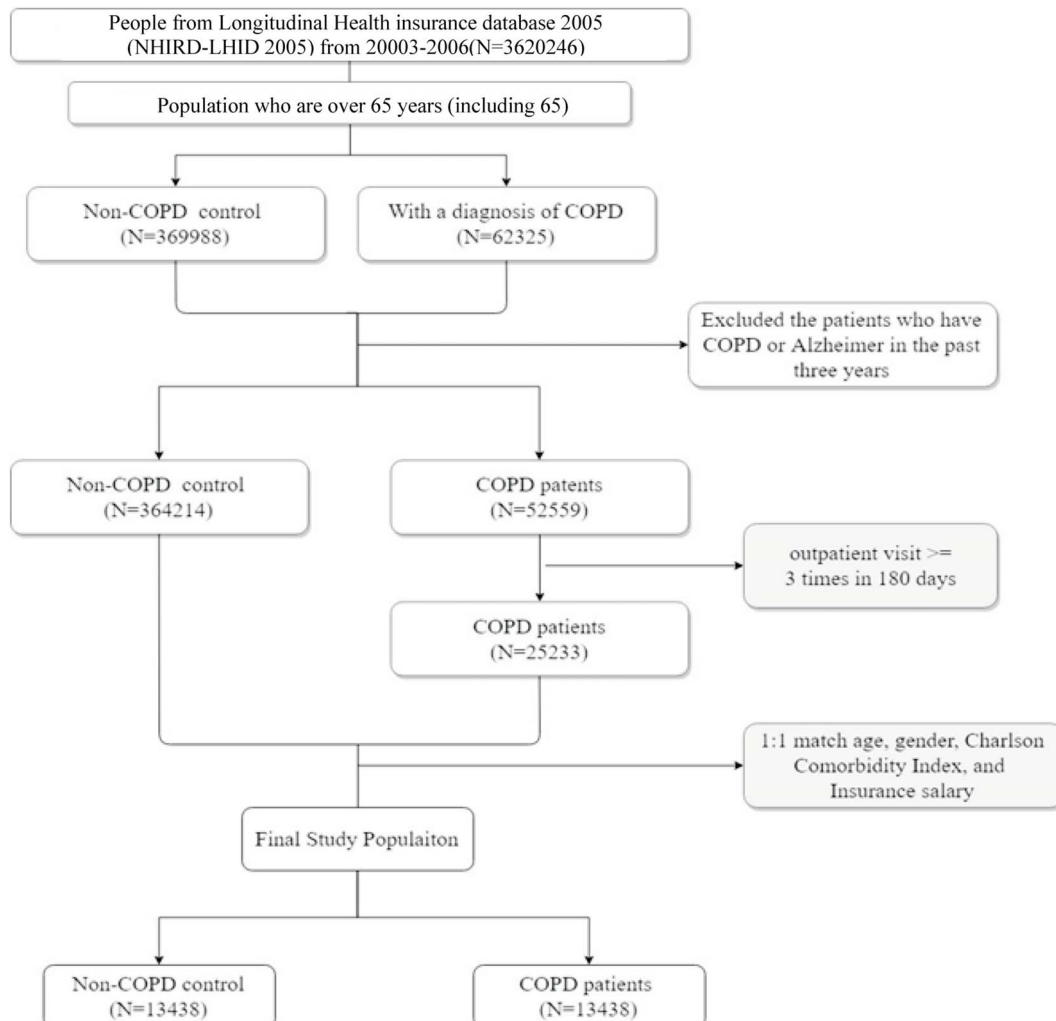 People from Longitudinal Health insurance database 2005
(NHIRD-LHID 2005) from 20003-2006(N=3620246)
Population who are over 65 years (including 65)
Non-COPD control
(N=369988)
With a diagnosis of COPD
(N=62325)
Excluded the patients who have
COPD or Alzheimer in the past
three years
Non-COPD control
(N=364214)
COPD patents
(N=52559)
outpatient visit >=
3 times in 180 days
COPD patients
(N=25233)
1:1 match age, gender, Charlson
Comorbidity Index, and
Insurance salary
Final Study Populaiton
Non-COPD control
(N=13438)
COPD patients
(N=13438)